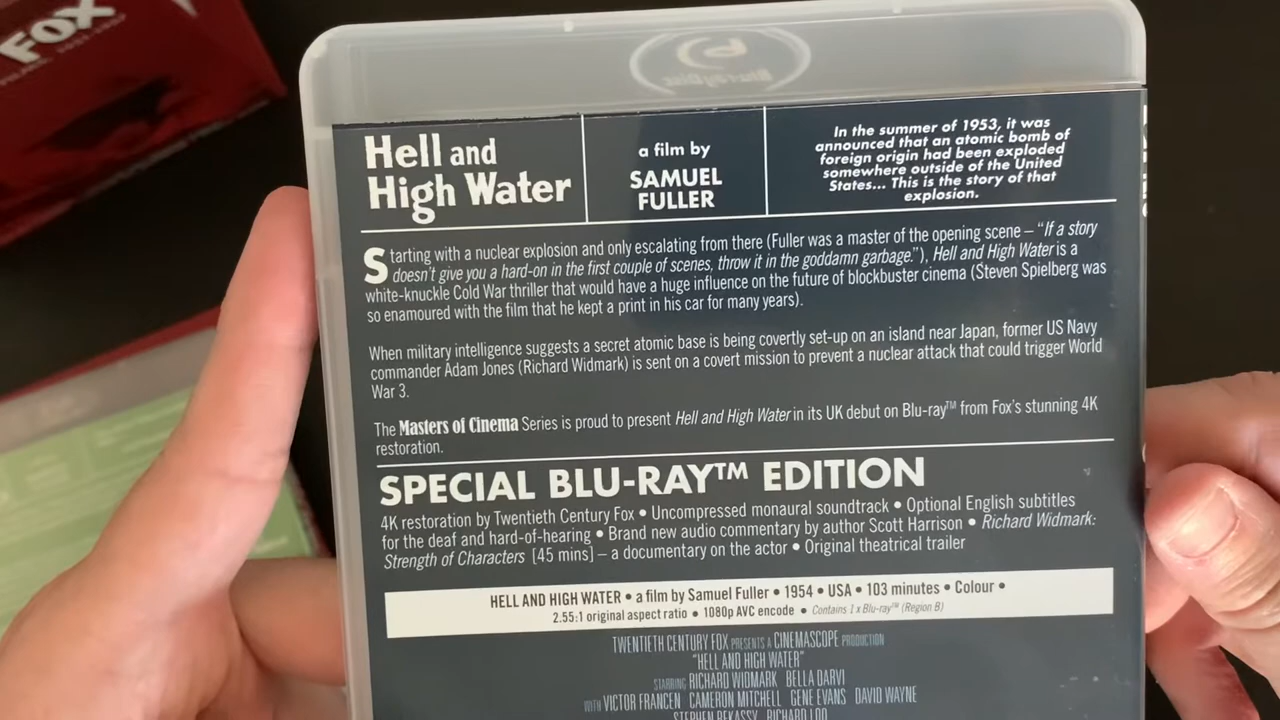 FOX
Blu-ray Disc
Hell and
High Water
a film by
SAMUEL
FULLER
In the summer of 1953, it was
announced that an atomic bomb of
foreign origin had been exploded
somewhere outside of the United
States... This is the story of that
explosion.
Starting with a nuclear explosion and only escalating from there (Fuller was a master of the opening scene – “If a story
doesn’t give you a hard-on in the first couple of scenes, throw it in the goddamn garbage.”), Hell and High Water is a
white-knuckle Cold War thriller that would have a huge influence on the future of blockbuster cinema (Steven Spielberg was
so enamoured with the film that he kept a print in his car for many years).
When military intelligence suggests a secret atomic base is being covertly set-up on an island near Japan, former US Navy
commander Adam Jones (Richard Widmark) is sent on a covert mission to prevent a nuclear attack that could trigger World
War 3.
The Masters of Cinema Series is proud to present Hell and High Water in its UK debut on Blu-ray™ from Fox’s stunning 4K
restoration.
SPECIAL BLU-RAY™ EDITION
4K restoration by Twentieth Century Fox • Uncompressed monaural soundtrack • Optional English subtitles
for the deaf and hard-of-hearing • Brand new audio commentary by author Scott Harrison • Richard Widmark:
Strength of Characters [45 mins] – a documentary on the actor • Original theatrical trailer
HELL AND HIGH WATER • a film by Samuel Fuller • 1954 • USA • 103 minutes • Colour •
2.55:1 original aspect ratio • 1080p AVC encode • Contains 1 x Blu-ray™ (Region B)
TWENTIETH CENTURY FOX PRESENTS A CINEMASCOPE PRODUCTION
"HELL AND HIGH WATER"
STARRING RICHARD WIDMARK BELLA DARVI
WITH VICTOR FRANCEN CAMERON MITCHELL GENE EVANS DAVID WAYNE
STEPHEN BEKASSY RICHARD LOO